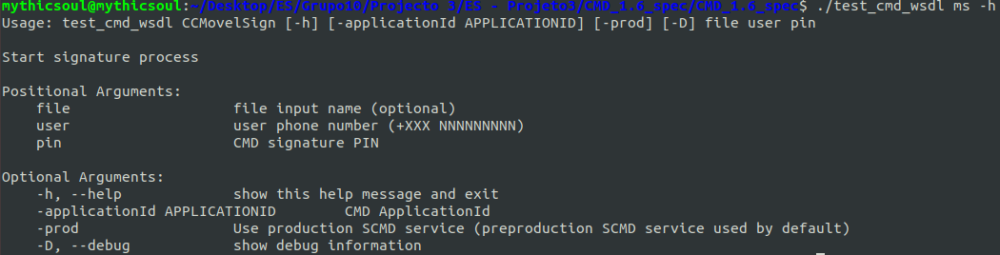 mythicsoul@mythicsoul:~/Desktop/ES/Grupo10/Projecto 3/ES - Projeto3/CMD_1.6_spec/CMD_1.6_spec$ ./test_cmd_wsdl ms -h
Usage: test_cmd_wsdl CCMovelSign [-h] [-applicationId APPLICATIONID] [-prod] [-D] file user pin
Start signature process
Positional Arguments:
file file input name (optional)
user user phone number (+XXX NNNNNNNNN)
pin CMD signature PIN
Optional Arguments:
-h, --help show this help message and exit
-applicationId APPLICATIONID CMD ApplicationId
-prod Use production SCMD service (preproduction SCMD service used by default)
-D, --debug show debug information